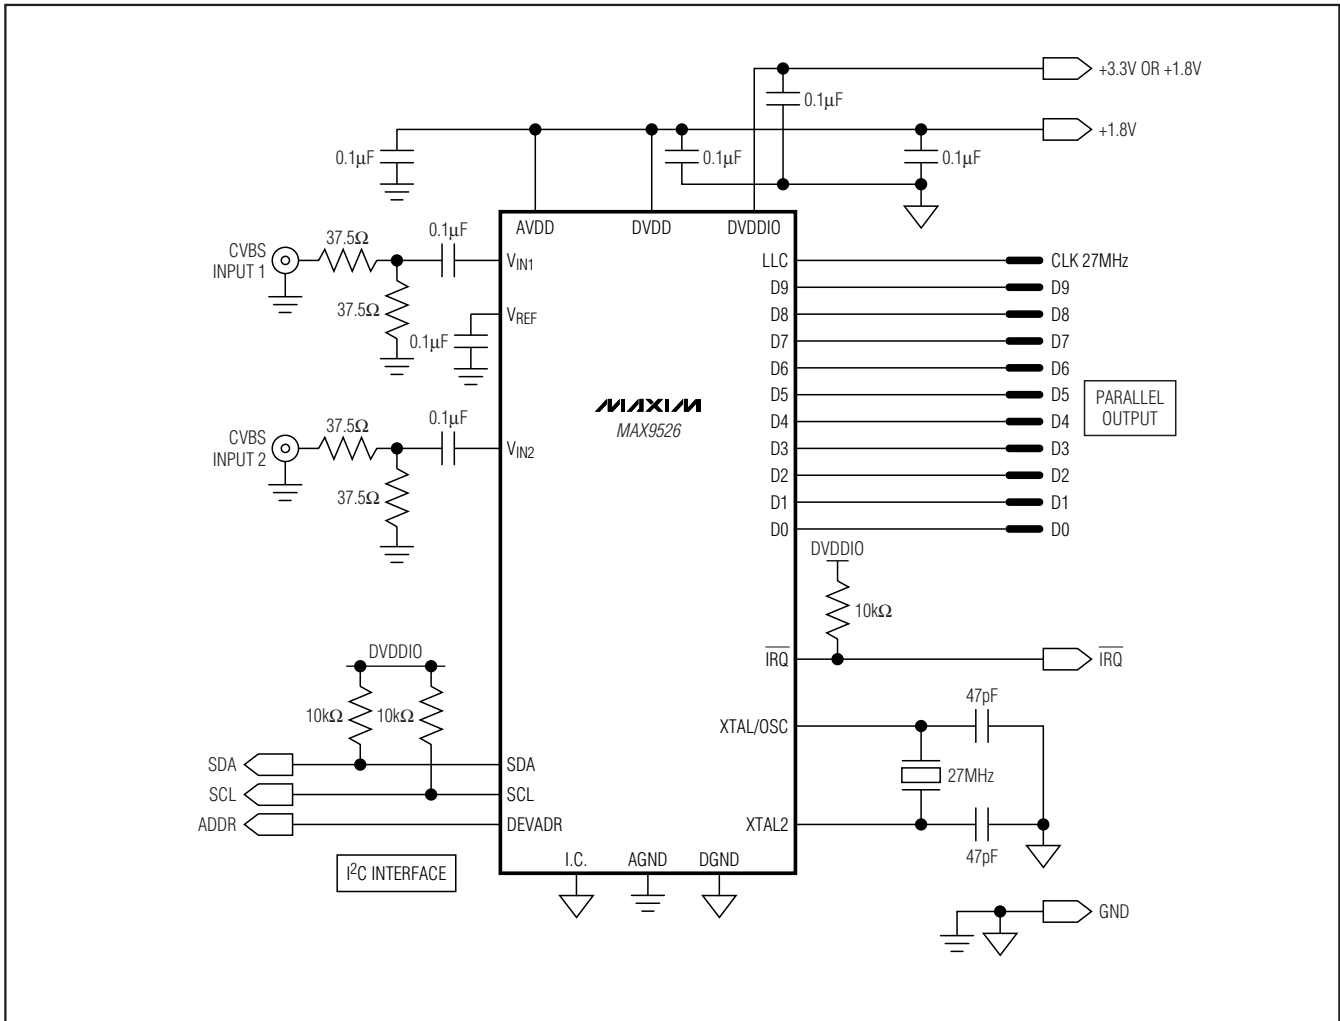 +3.3V OR +1.8V
0.1μF
+1.8V
0.1μF
0.1μF
0.1μF
AVDD
DVDD
DVDDIO
CVBS
INPUT 1
37.5Ω
0.1μF
VIN1
37.5Ω
VREF
0.1μF
LLC
CLK 27MHz
D9
D9
D8
D8
D7
D7
D6
D6
D5
D5
D4
D4
D3
D3
D2
D2
D1
D1
D0
D0
PARALLEL
OUTPUT
MAXIM
MAX9526
CVBS
INPUT 2
37.5Ω
0.1μF
VIN2
37.5Ω
DVDDIO
10kΩ
IRQ
IRQ
DVDDIO
10kΩ
10kΩ
SDA
SDA
SCL
SCL
ADDR
DEVADR
I2C INTERFACE
XTAL/OSC
47pF
27MHz
XTAL2
47pF
I.C.
AGND
DGND
GND